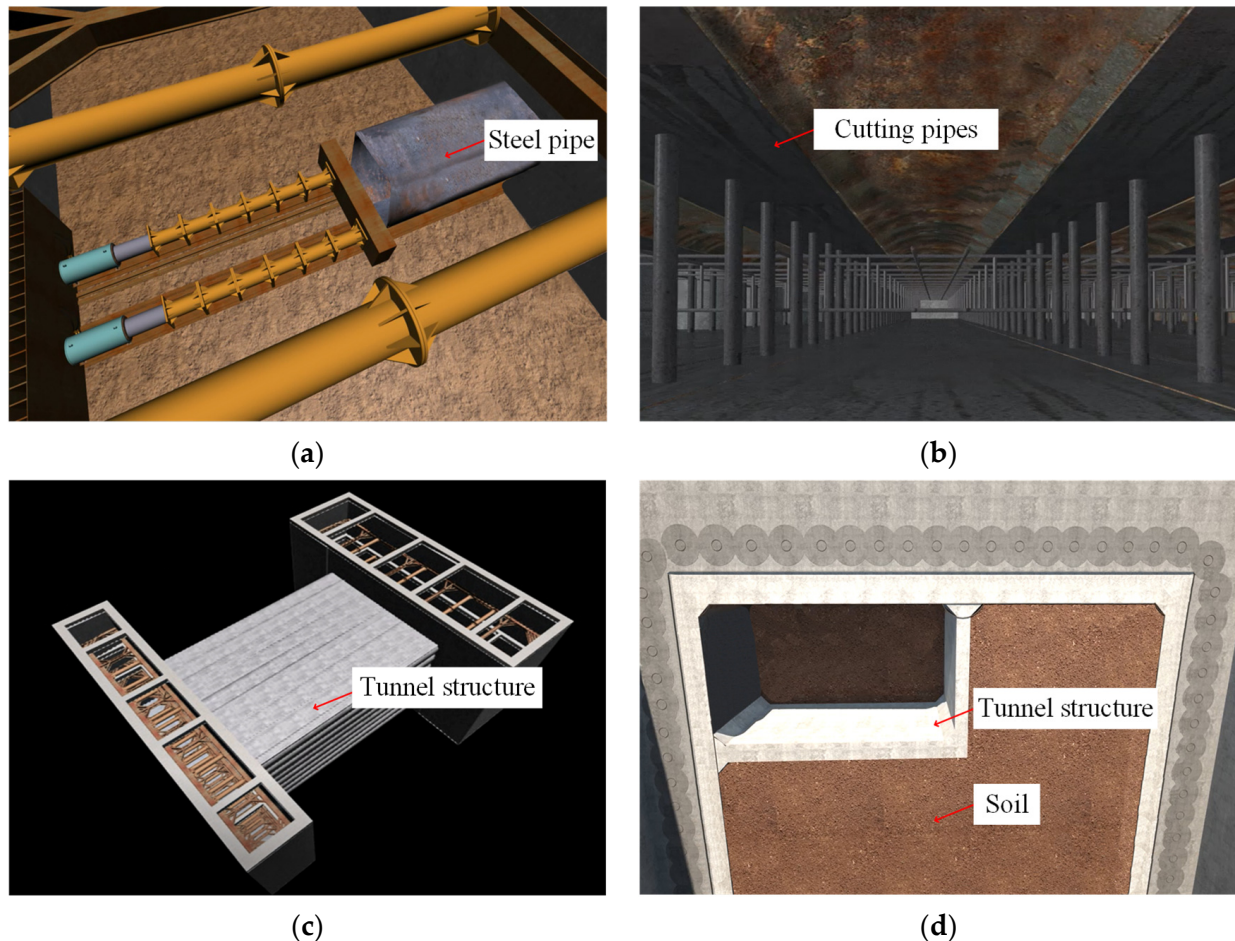 Steel pipe
Cutting pipes
(a)
(b)
Tunnel structure
Tunnel structure
Soil
(c)
(d)